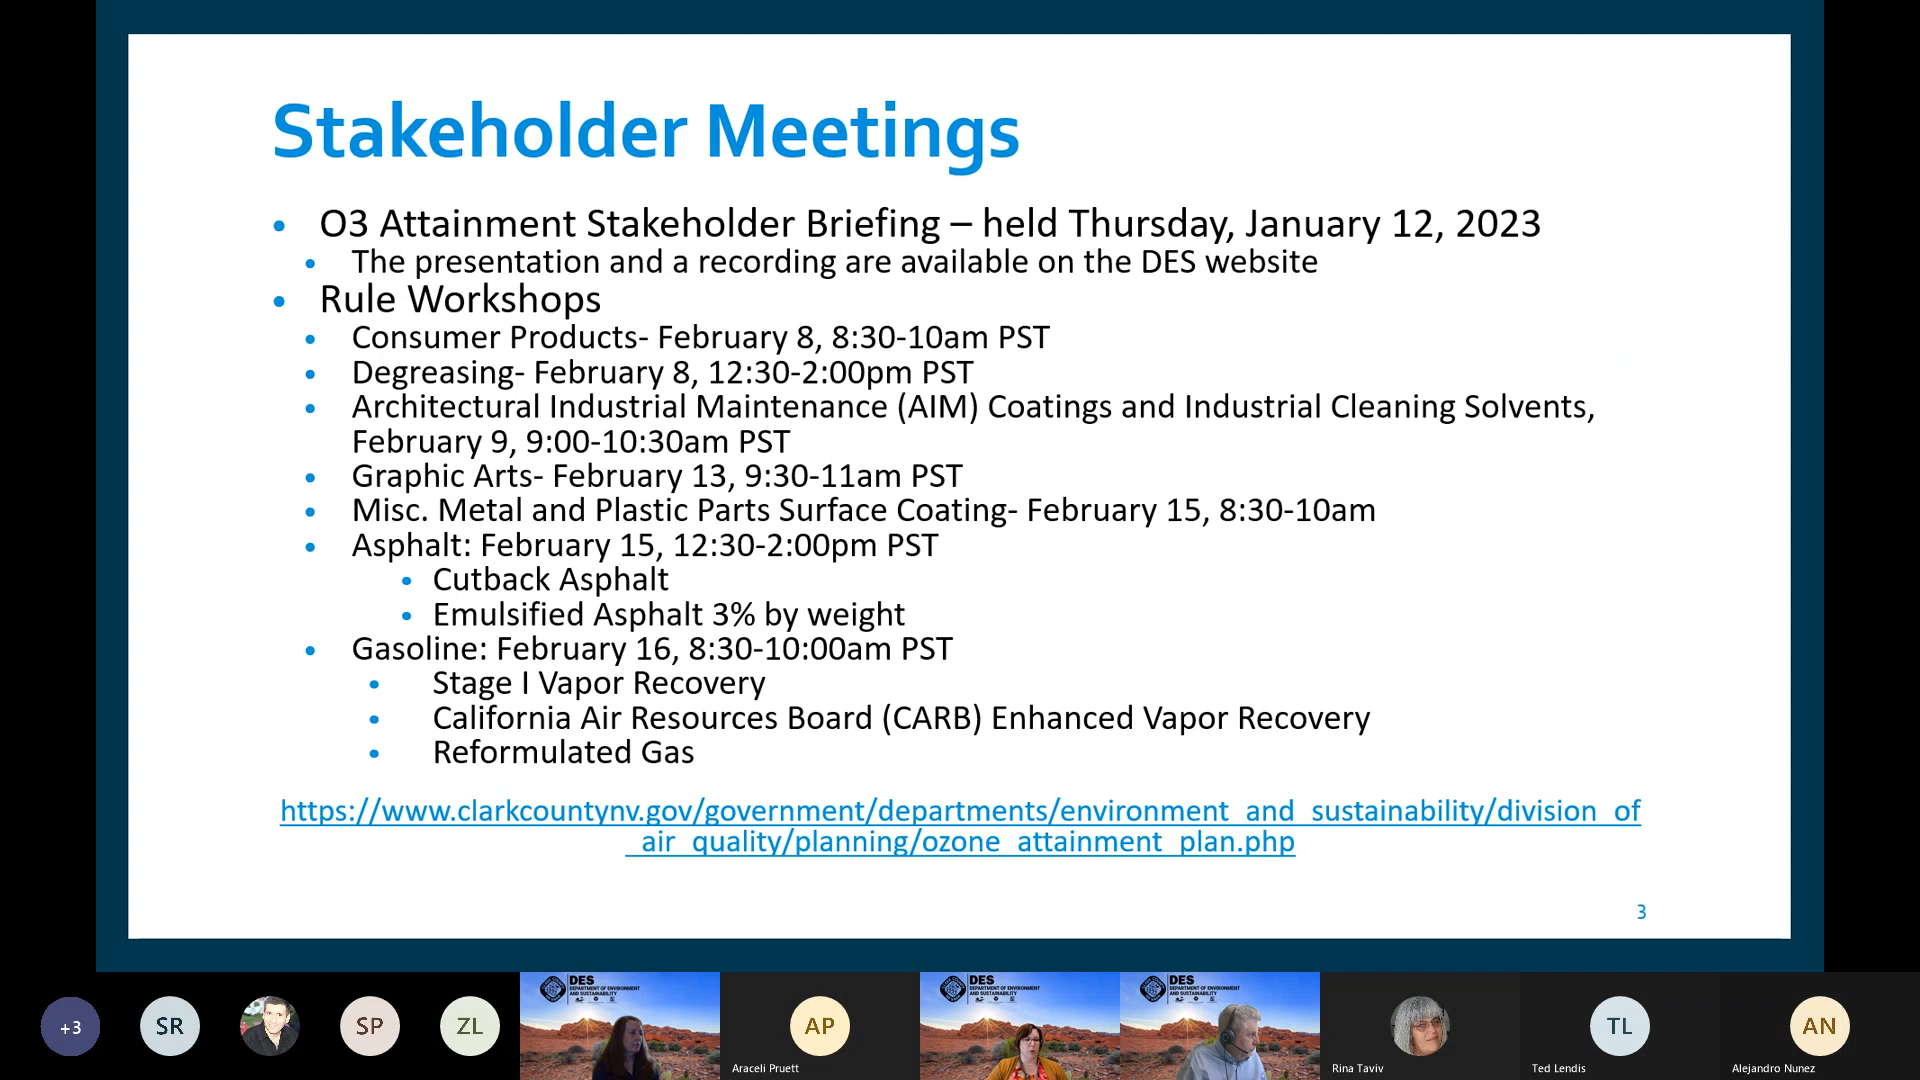 Stakeholder Meetings
• O3 Attainment Stakeholder Briefing – held Thursday, January 12, 2023
• The presentation and a recording are available on the DES website
• Rule Workshops
• Consumer Products- February 8, 8:30-10am PST
• Degreasing- February 8, 12:30-2:00pm PST
• Architectural Industrial Maintenance (AIM) Coatings and Industrial Cleaning Solvents,
February 9, 9:00-10:30am PST
• Graphic Arts- February 13, 9:30-11am PST
• Misc. Metal and Plastic Parts Surface Coating- February 15, 8:30-10am
• Asphalt: February 15, 12:30-2:00pm PST
• Cutback Asphalt
• Emulsified Asphalt 3% by weight
• Gasoline: February 16, 8:30-10:00am PST
• Stage I Vapor Recovery
• California Air Resources Board (CARB) Enhanced Vapor Recovery
• Reformulated Gas
https://www.clarkcountynv.gov/government/departments/environment_and_sustainability/division_of
_air_quality/planning/ozone_attainment_plan.php
3
+3
SR
SP
ZL
DES
DEPARTMENT OF ENVIRONMENT
AND SUSTAINABILITY
AP
Araceli Pruett
DES
DEPARTMENT OF ENVIRONMENT
AND SUSTAINABILITY
DES
DEPARTMENT OF ENVIRONMENT
AND SUSTAINABILITY
Rina Taviv
TL
Ted Lendis
AN
Alejandro Nunez